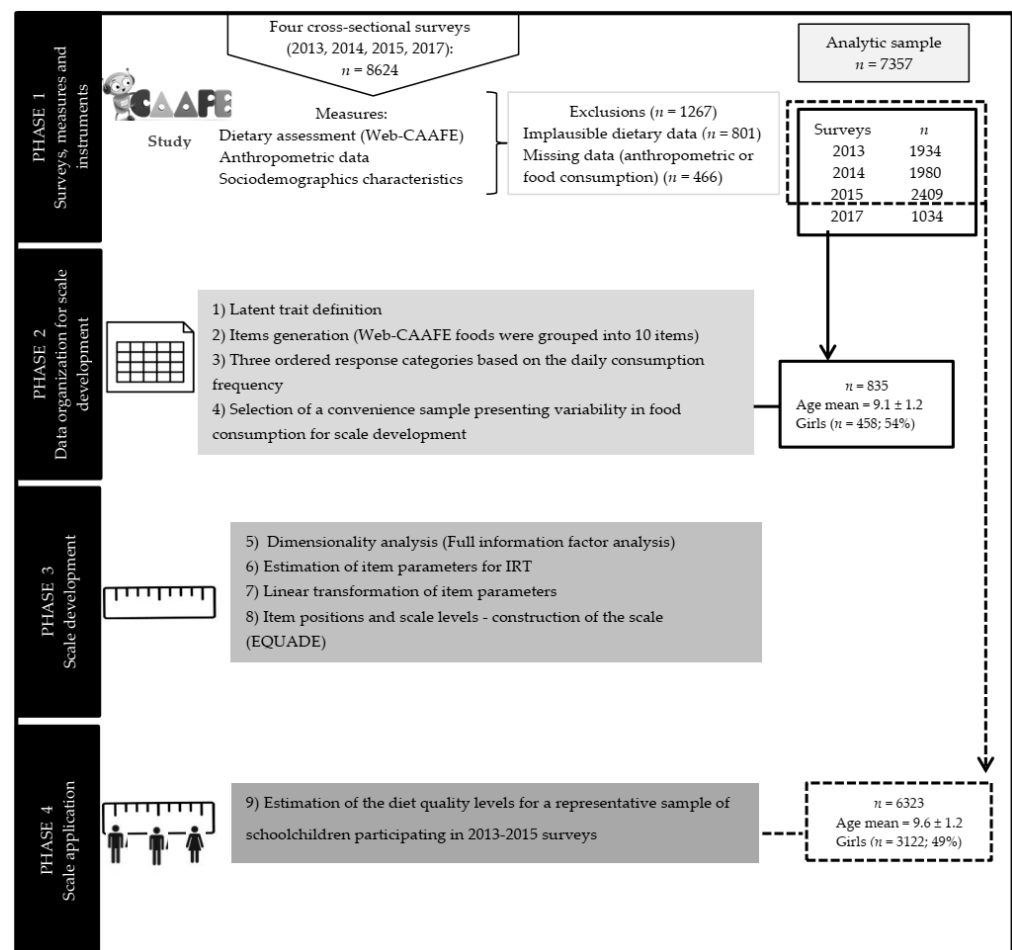 PHASE 1
Surveys, measures and
instruments
Four cross-sectional surveys
(2013, 2014, 2015, 2017):
n = 8624
CAAFE
Study
Measures:
Dietary assessment (Web-CAAFE)
Anthropometric data
Sociodemographics characteristics
Exclusions (n = 1267)
Implausible dietary data (n = 801)
Missing data (anthropometric or
food consumption) (n = 466)
Analytic sample
n = 7357
Surveys n
2013 1934
2014 1980
2015 2409
2017 1034
PHASE 2
Data organization for scale
development
1) Latent trait definition
2) Items generation (Web-CAAFE foods were grouped into 10 items)
3) Three ordered response categories based on the daily consumption
frequency
4) Selection of a convenience sample presenting variability in food
consumption for scale development
n = 835
Age mean = 9.1 ± 1.2
Girls (n = 458; 54%)
PHASE 3
Scale development
5) Dimensionality analysis (Full information factor analysis)
6) Estimation of item parameters for IRT
7) Linear transformation of item parameters
8) Item positions and scale levels - construction of the scale
(EQUADE)
PHASE 4
Scale application
9) Estimation of the diet quality levels for a representative sample of
schoolchildren participating in 2013-2015 surveys
n = 6323
Age mean = 9.6 ± 1.2
Girls (n = 3122; 49%)